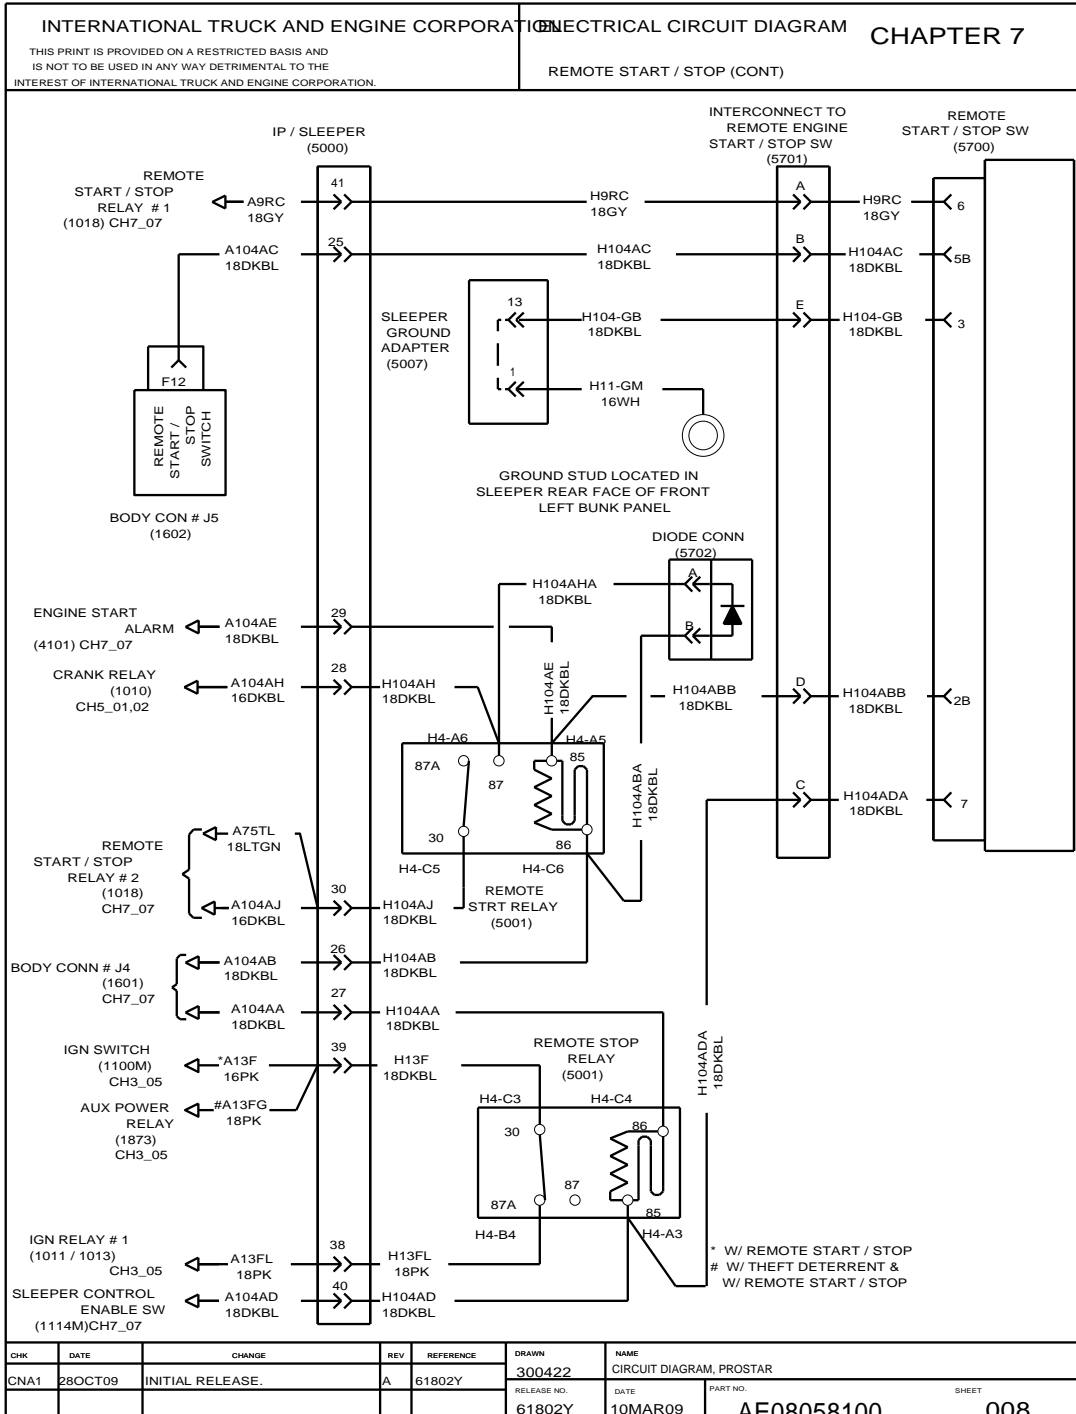 INTERNATIONAL TRUCK AND ENGINE CORPORATION
THIS PRINT IS PROVIDED ON A RESTRICTED BASIS AND
IS NOT TO BE USED IN ANY WAY DETRIMENTAL TO THE
INTEREST OF INTERNATIONAL TRUCK AND ENGINE CORPORATION.
ELECTRICAL CIRCUIT DIAGRAM
REMOTE START / STOP (CONT)
CHAPTER 7
IP / SLEEPER
(5000)
INTERCONNECT TO
REMOTE ENGINE
START / STOP SW
(5701)
REMOTE
START / STOP SW
(5700)
REMOTE
START / STOP
RELAY # 1
(1018) CH7_07
A9RC
18GY
41
H9RC
18GY
A
H9RC
18GY
6
A104AC
18DKBL
25
H104AC
18DKBL
B
H104AC
18DKBL
5B
SLEEPER
GROUND
ADAPTER
(5007)
13
H104-GB
18DKBL
E
H104-GB
18DKBL
3
1
H11-GM
16WH
F12
REMOTE
START /
STOP
SWITCH
BODY CON # J5
(1602)
GROUND STUD LOCATED IN
SLEEPER REAR FACE OF FRONT
LEFT BUNK PANEL
DIODE CONN
(5702)
A
B
H104AHA
18DKBL
ENGINE START
ALARM
(4101) CH7_07
A104AE
18DKBL
29
H104AE
18DKBL
CRANK RELAY
(1010)
CH5_01,02
A104AH
16DKBL
28
H104AH
18DKBL
H104ABB
18DKBL
D
H104ABB
18DKBL
2B
H4-A6
H4-A5
87A
87
85
30
86
H4-C5
H4-C6
REMOTE
STRT RELAY
(5001)
H104ABA
18DKBL
C
H104ADA
18DKBL
7
REMOTE
START / STOP
RELAY # 2
(1018)
CH7_07
A75TL
18LTGN
A104AJ
16DKBL
30
H104AJ
18DKBL
BODY CONN # J4
(1601)
CH7_07
A104AB
18DKBL
26
H104AB
18DKBL
A104AA
18DKBL
27
H104AA
18DKBL
IGN SWITCH
(1100M)
CH3_05
*A13F
16PK
39
H13F
18DKBL
AUX POWER
RELAY
(1873)
CH3_05
#A13FG
18PK
REMOTE STOP
RELAY
(5001)
H4-C3
H4-C4
30
86
87
87A
85
H4-B4
H4-A3
H104ADA
18DKBL
IGN RELAY # 1
(1011 / 1013)
CH3_05
A13FL
18PK
38
H13FL
18PK
SLEEPER CONTROL
ENABLE SW
(1114M)CH7_07
A104AD
18DKBL
40
H104AD
18DKBL
* W/ REMOTE START / STOP
# W/ THEFT DETERRENT &
W/ REMOTE START / STOP
CHK DATE CHANGE REV REFERENCE
CNA1 28OCT09 INITIAL RELEASE. A 61802Y
DRAWN
300422
NAME
CIRCUIT DIAGRAM, PROSTAR
RELEASE NO.
61802Y
DATE
10MAR09
PART NO.
AE08058100
SHEET
008